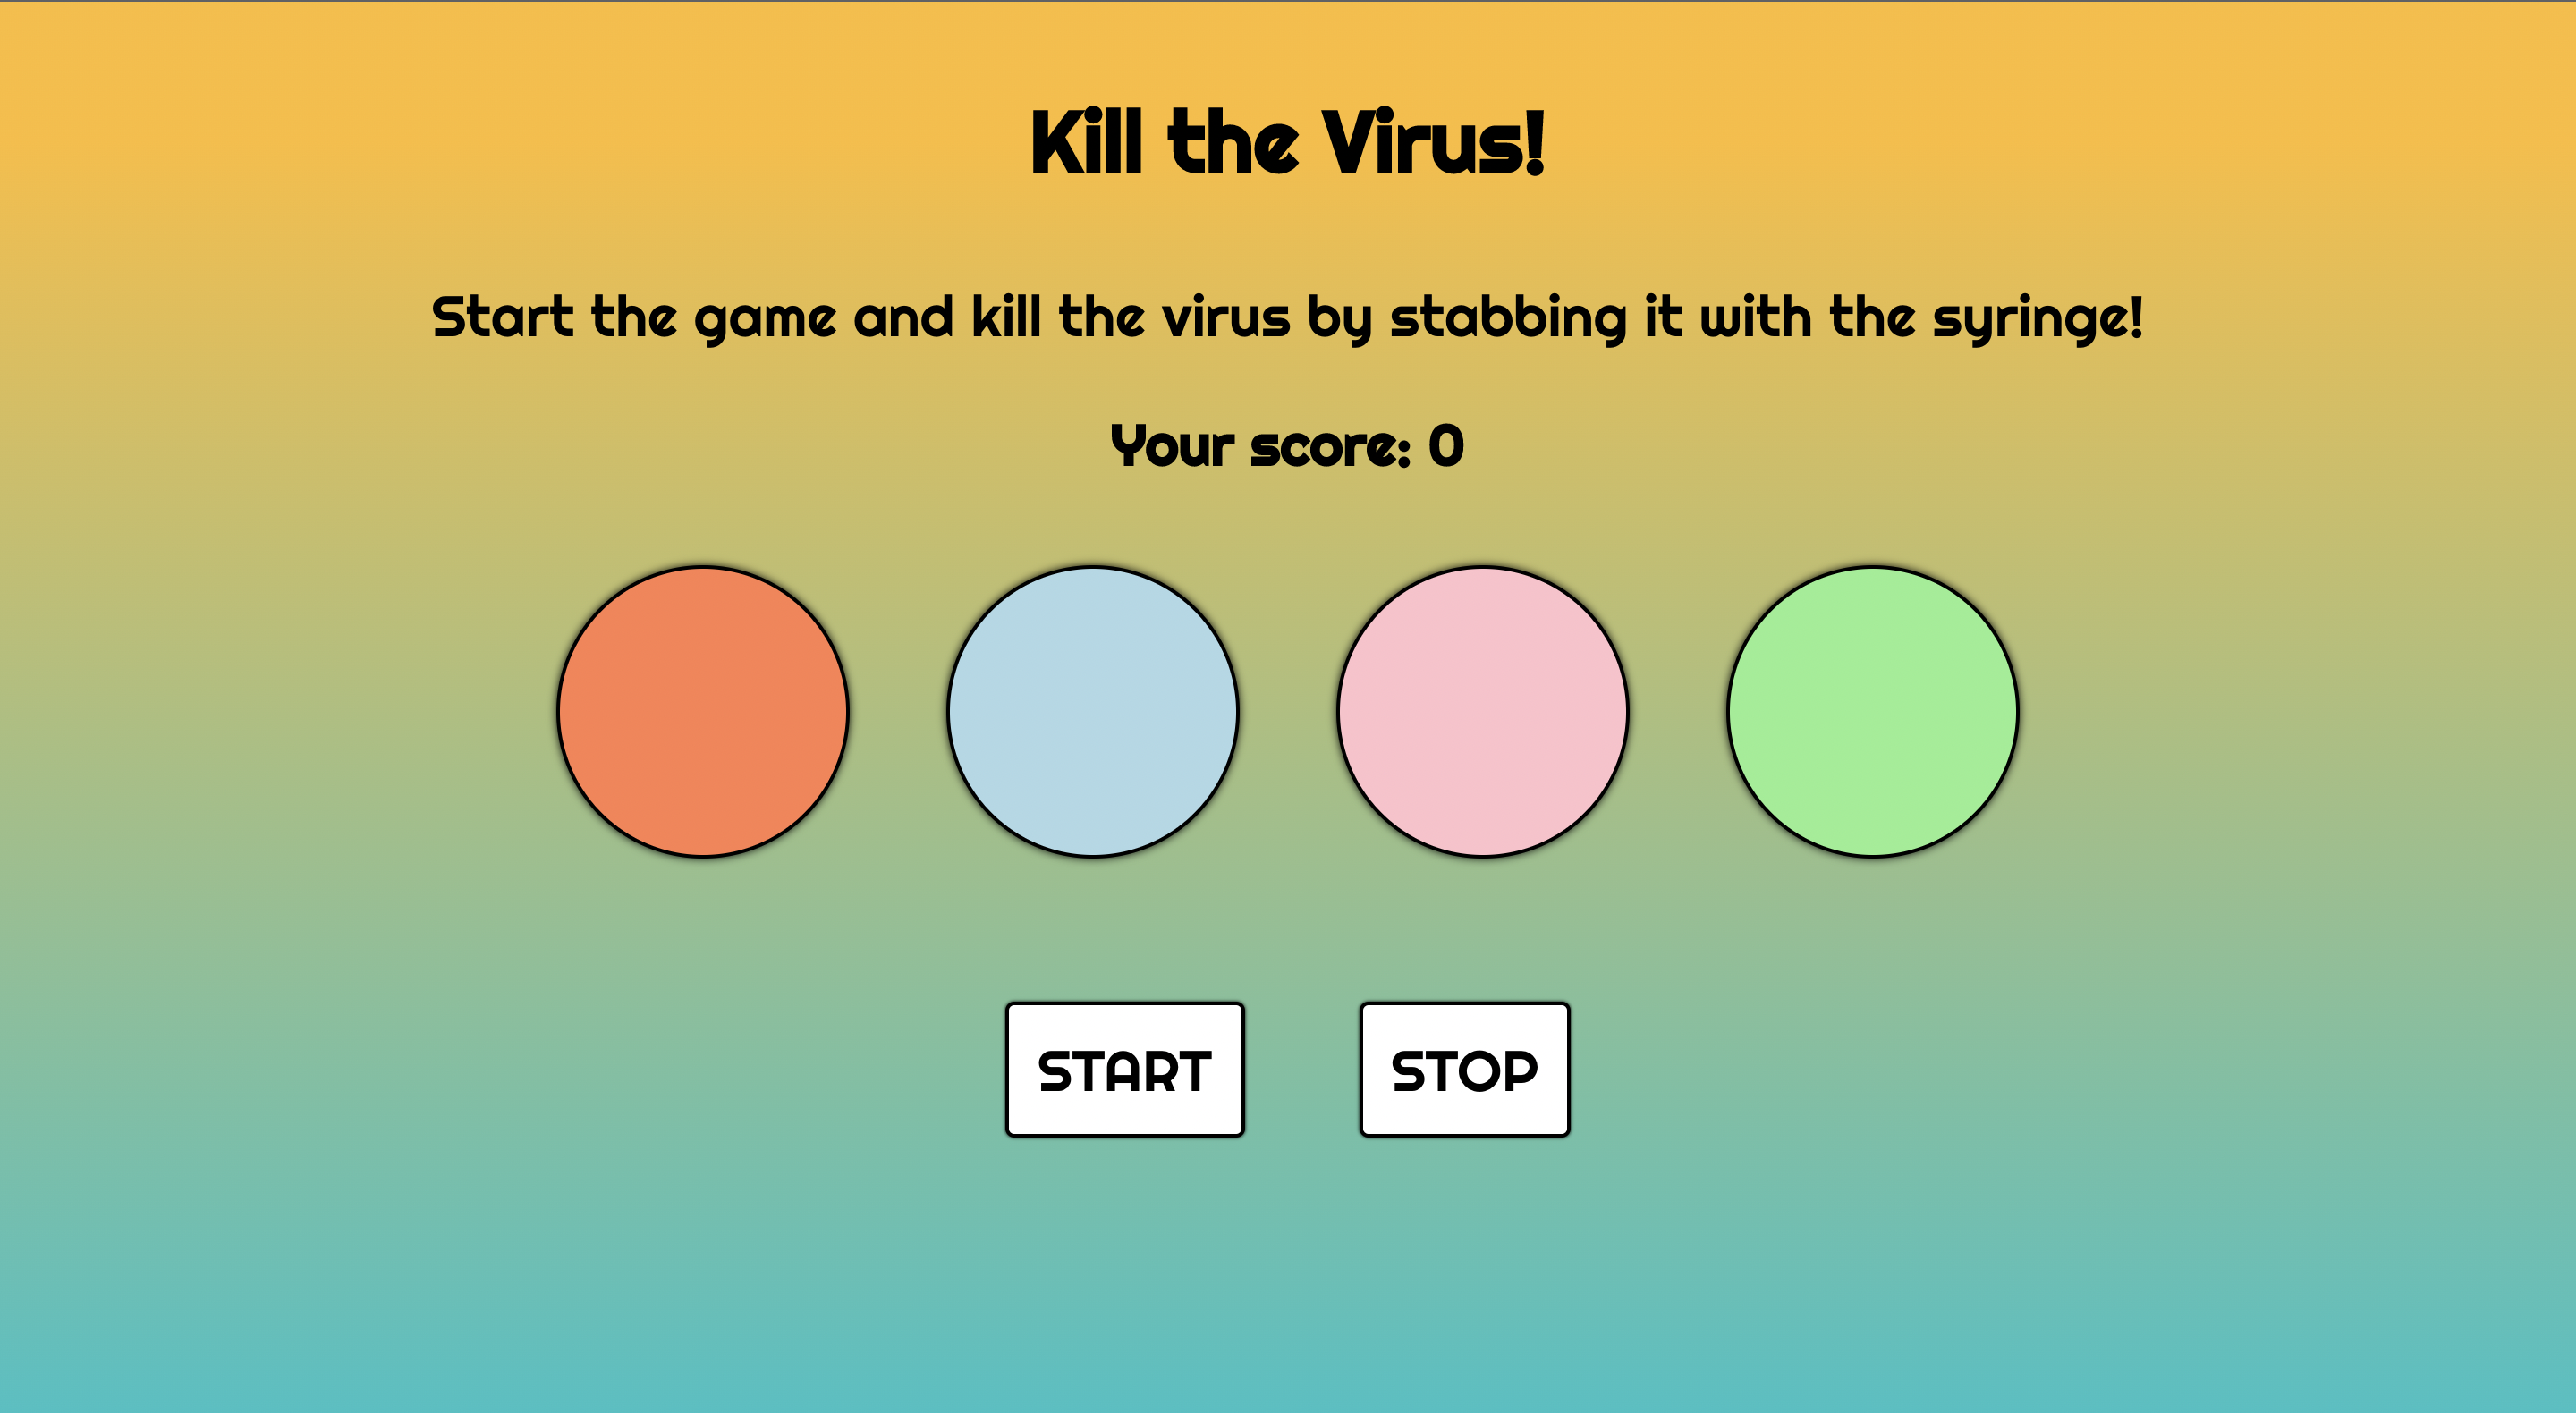 Kill the Virus!
Start the game and kill the virus by stabbing it with the syringe!
Your score: 0
START
STOP